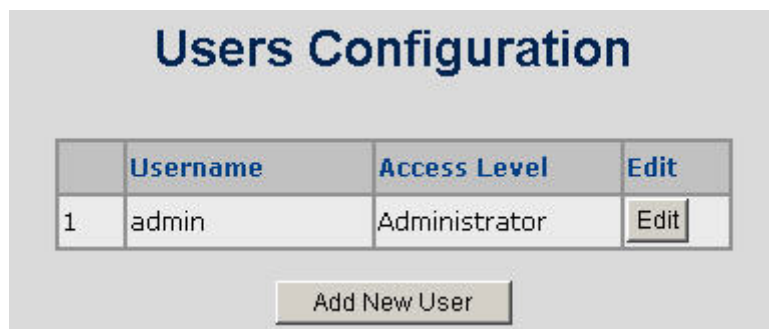 Users Configuration
Username Access Level Edit
1 admin Administrator Edit
Add New User